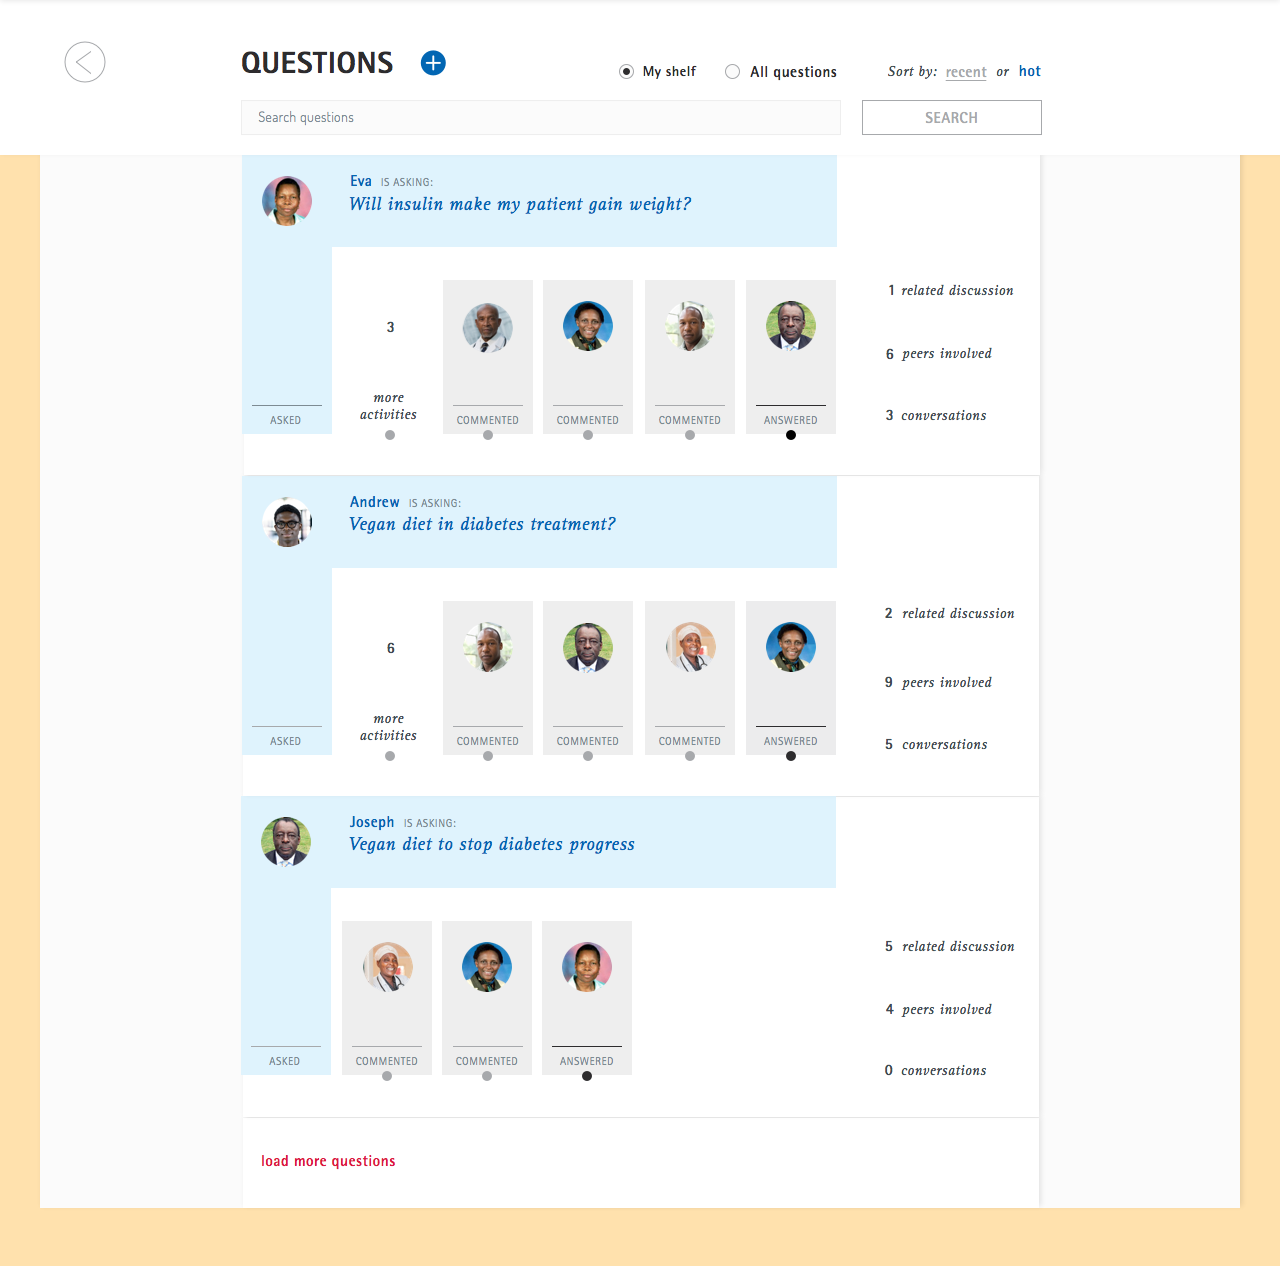 QUESTIONS
My shelf
All questions
Sort by: recent or hot
Search questions
SEARCH
Eva IS ASKING:
Will insulin make my patient gain weight?
ASKED
3
more
activities
COMMENTED
COMMENTED
COMMENTED
ANSWERED
1 related discussion
6 peers involved
3 conversations
Andrew IS ASKING:
Vegan diet in diabetes treatment?
ASKED
6
more
activities
COMMENTED
COMMENTED
COMMENTED
ANSWERED
2 related discussion
9 peers involved
5 conversations
Joseph IS ASKING:
Vegan diet to stop diabetes progress
ASKED
COMMENTED
COMMENTED
ANSWERED
5 related discussion
4 peers involved
0 conversations
load more questions